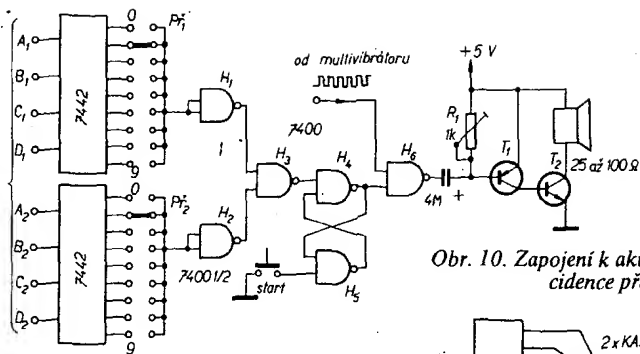 0
Př₁
A₁
B₁
C₁
D₁
7442
9
0
Př₂
A₂
B₂
C₂
D₂
7442
9
H₁
1
H₂
7400 1/2
H₃
od multivibrátoru
7400
H₄
start
H₅
H₆
4M
+
+5 V
R₁
1k
T₁
T₂
25 až 100 Ω
Obr. 10. Zapojení k aku
cidence př
2xKA